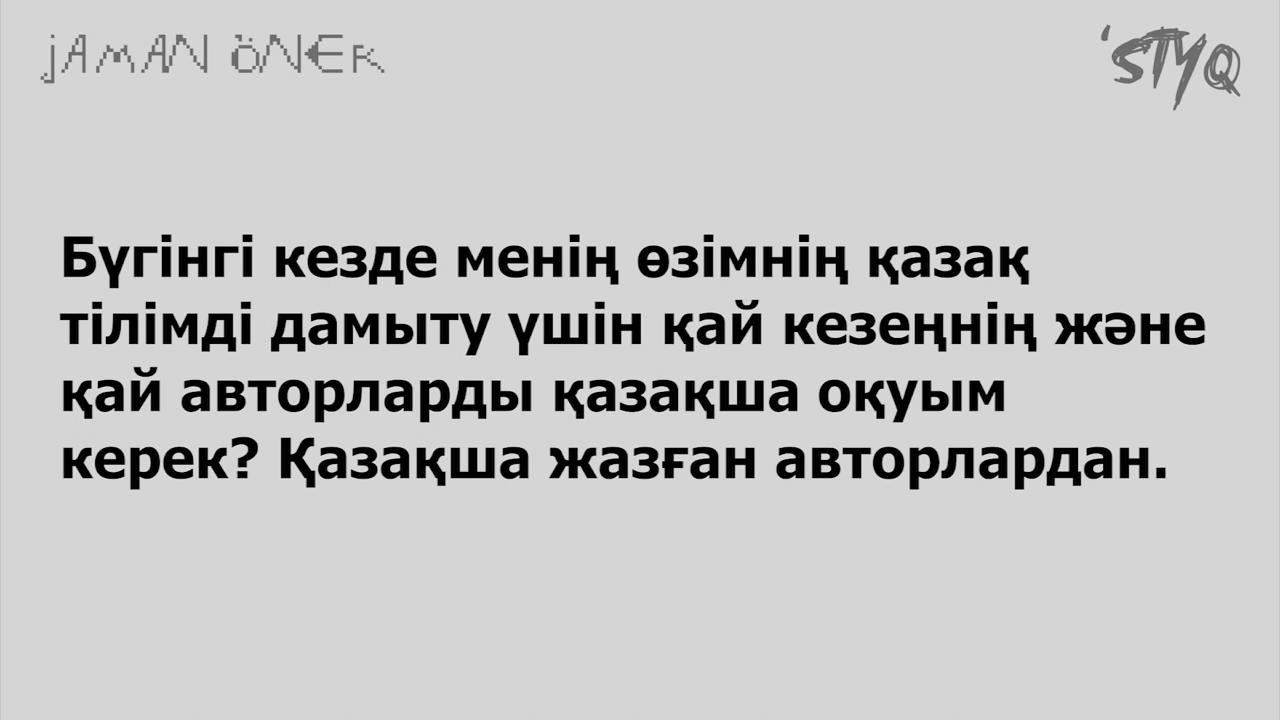 JAMAN ÖNER
'STYQ
Бүгінгі кезде менің өзімнің қазақ
тілімді дамыту үшін қай кезеңнің және
қай авторларды қазақша оқуым
керек? Қазақша жазған авторлардан.